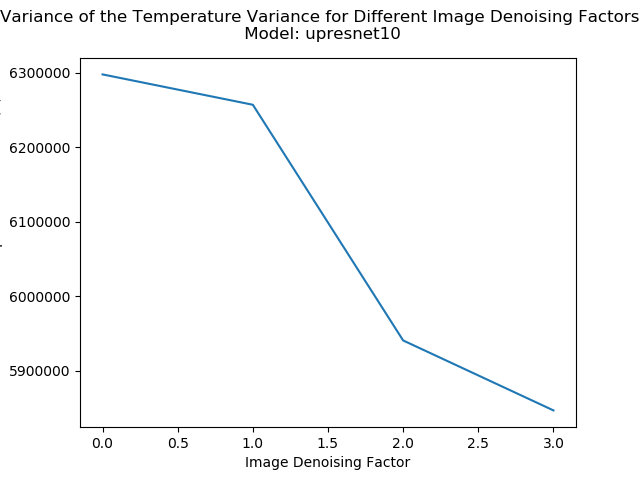 Variance of the Temperature Variance for Different Image Denoising Factors
Model: upresnet10
6300000
6200000
6100000
6000000
5900000
0.0 0.5 1.0 1.5 2.0 2.5 3.0
Image Denoising Factor